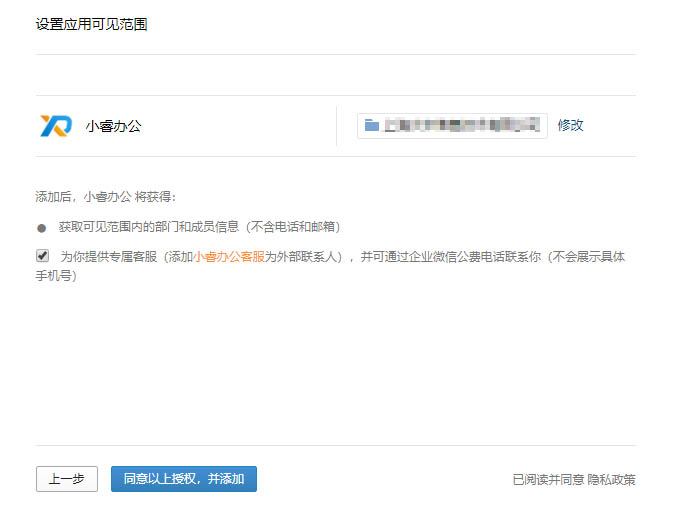 设置应用可见范围
小睿办公
修改
添加后，小睿办公 将获得：
获取可见范围内的部门和成员信息（不含电话和邮箱）
为你提供专属客服（添加小睿办公客服为外部联系人），并可通过企业微信公费电话联系你（不会展示具体
手机号）
上一步
同意以上授权，并添加
已阅读并同意 隐私政策